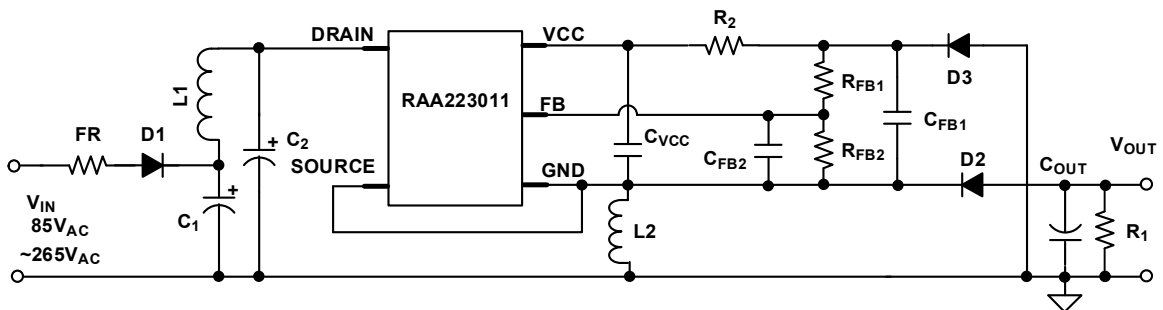 DRAIN
VCC
R2
L1
RAA223011
RFB1
D3
FR
D1
C2
FB
CFB1
SOURCE
CVCC
CFB2
RFB2
VOUT
GND
D2
COUT
VIN
85VAC
~265VAC
C1
L2
R1
+
+